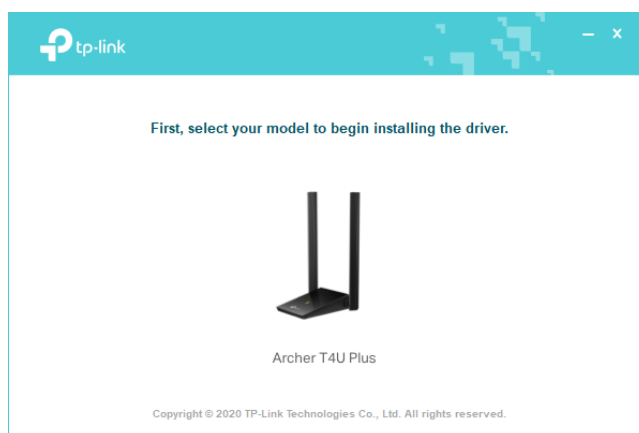 tp-link
First, select your model to begin installing the driver.
Archer T4U Plus
Copyright © 2020 TP-Link Technologies Co., Ltd. All rights reserved.